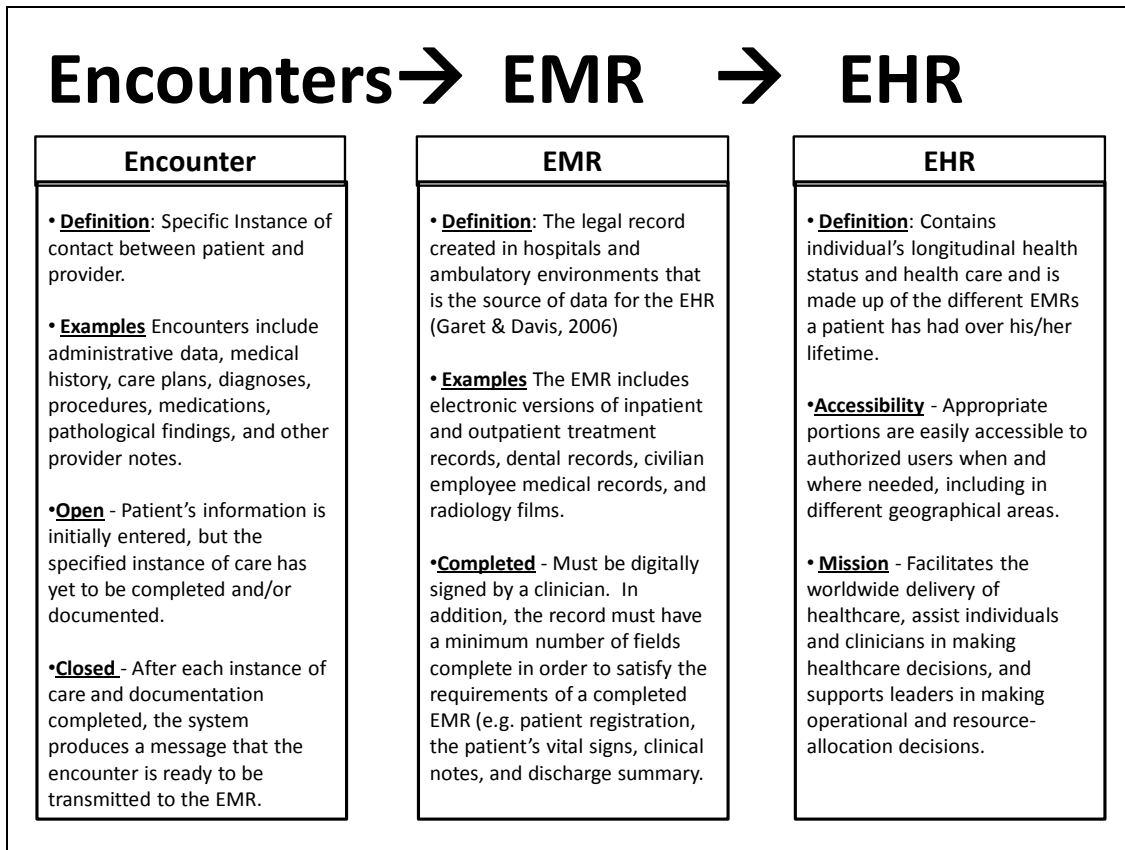 Encounters→ EMR → EHR
Encounter
• Definition: Specific Instance of
contact between patient and
provider.
• Examples Encounters include
administrative data, medical
history, care plans, diagnoses,
procedures, medications,
pathological findings, and other
provider notes.
•Open - Patient’s information is
initially entered, but the
specified instance of care has
yet to be completed and/or
documented.
•Closed - After each instance of
care and documentation
completed, the system
produces a message that the
encounter is ready to be
transmitted to the EMR.
EMR
• Definition: The legal record
created in hospitals and
ambulatory environments that
is the source of data for the EHR
(Garet & Davis, 2006)
• Examples The EMR includes
electronic versions of inpatient
and outpatient treatment
records, dental records, civilian
employee medical records, and
radiology films.
•Completed - Must be digitally
signed by a clinician.  In
addition, the record must have
a minimum number of fields
complete in order to satisfy the
requirements of a completed
EMR (e.g. patient registration,
the patient’s vital signs, clinical
notes, and discharge summary.
EHR
• Definition: Contains
individual’s longitudinal health
status and health care and is
made up of the different EMRs
a patient has had over his/her
lifetime.
•Accessibility - Appropriate
portions are easily accessible to
authorized users when and
where needed, including in
different geographical areas.
• Mission - Facilitates the
worldwide delivery of
healthcare, assist individuals
and clinicians in making
healthcare decisions, and
supports leaders in making
operational and resource-
allocation decisions.